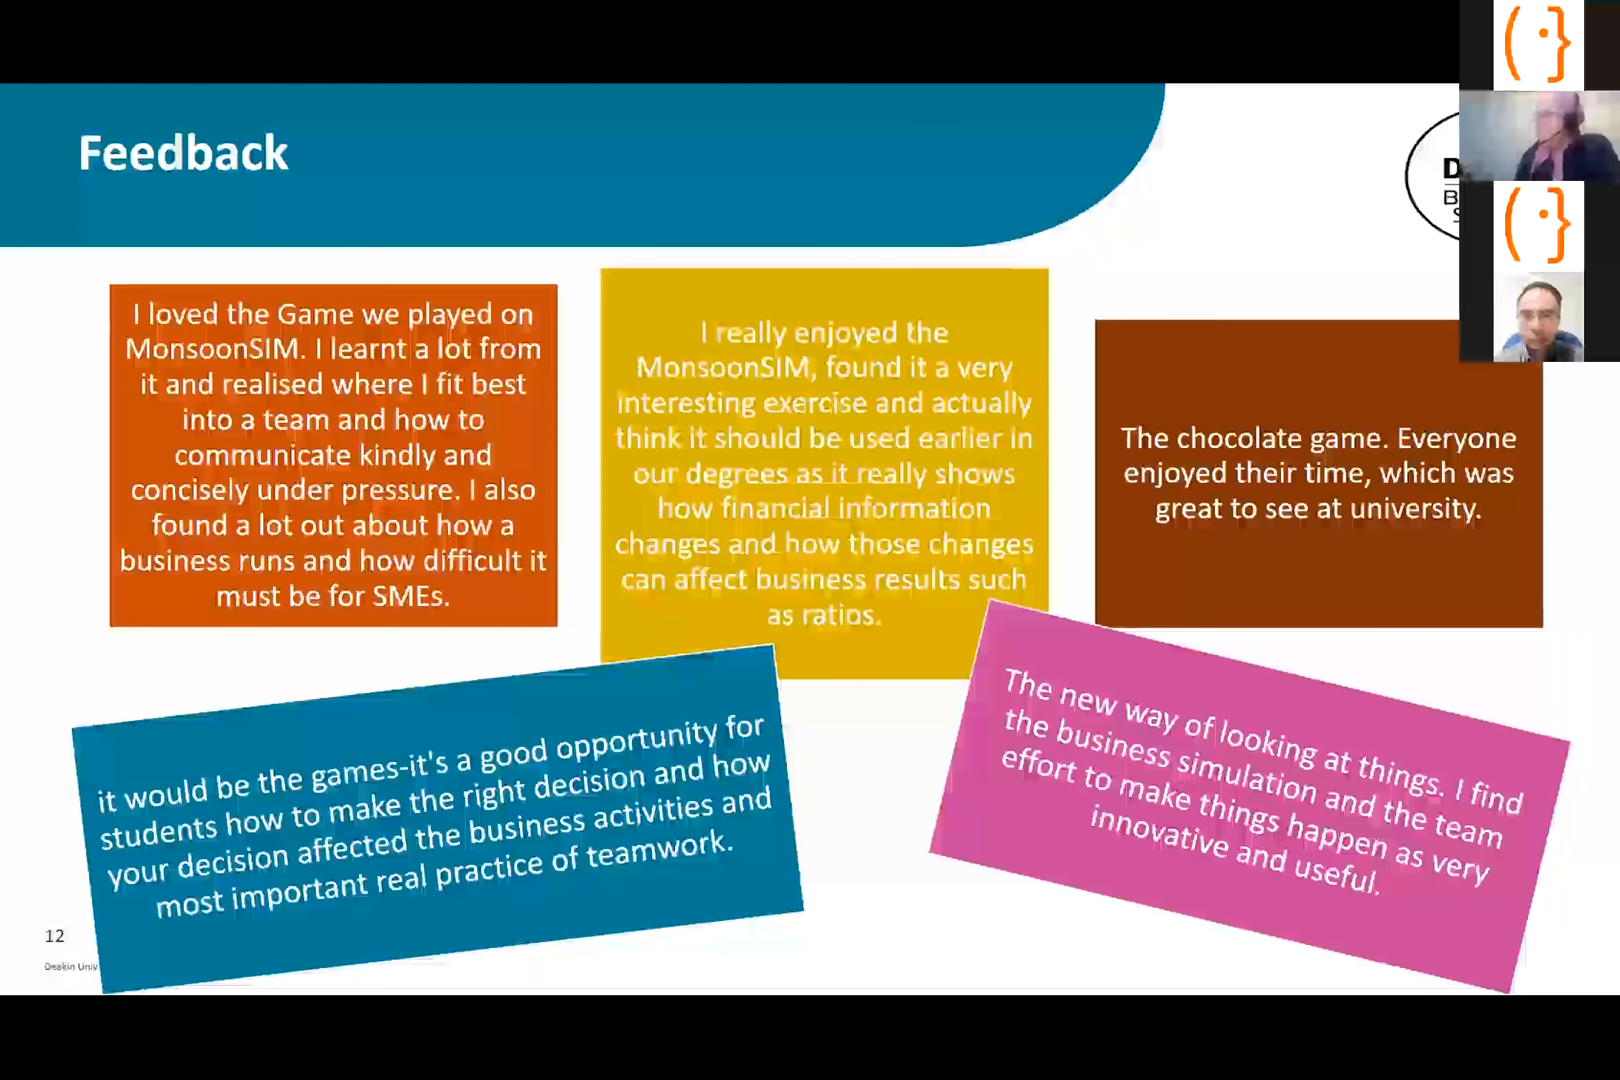 Feedback
I loved the Game we played on
MonsoonSIM. I learnt a lot from
it and realised where I fit best
into a team and how to
communicate kindly and
concisely under pressure. I also
found a lot out about how a
business runs and how difficult it
must be for SMEs.
I really enjoyed the
MonsoonSIM, found it a very
interesting exercise and actually
think it should be used earlier in
our degrees as it really shows
how financial information
changes and how those changes
can affect business results such
as ratios.
The chocolate game. Everyone
enjoyed their time, which was
great to see at university.
it would be the games-it's a good opportunity for
students how to make the right decision and how
your decision affected the business activities and
most important real practice of teamwork.
The new way of looking at things. I find
the business simulation and the team
effort to make things happen as very
innovative and useful.
12
Deakin Univ